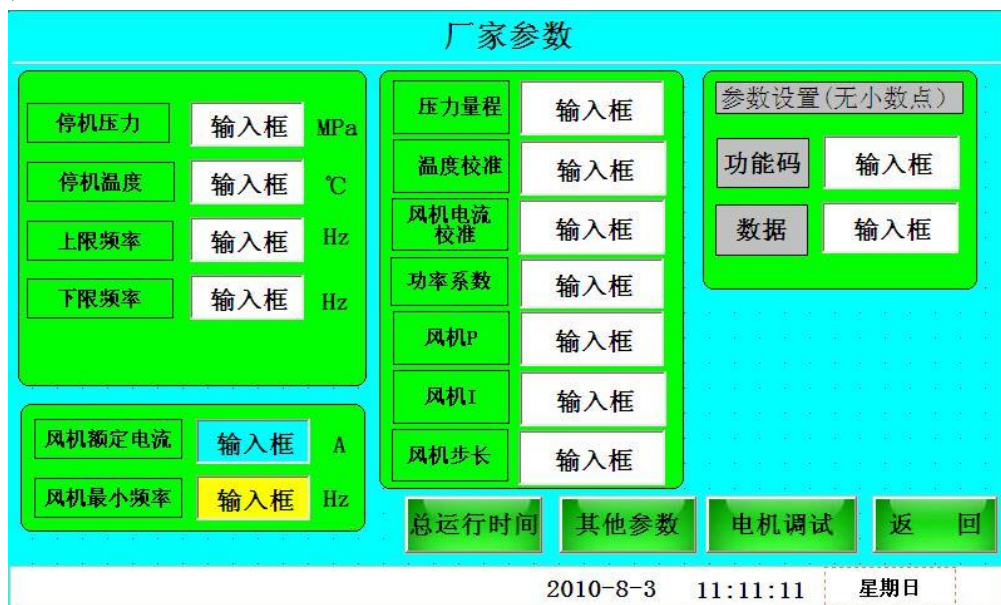 厂家参数
停机压力 输入框 MPa
停机温度 输入框 ℃
上限频率 输入框 Hz
下限频率 输入框 Hz
风机额定电流 输入框 A
风机最小频率 输入框 Hz
压力量程 输入框
温度校准 输入框
风机电流
校准 输入框
功率系数 输入框
风机P 输入框
风机I 输入框
风机步长 输入框
参数设置(无小数点)
功能码 输入框
数据 输入框
总运行时间 其他参数 电机调试 返 回
2010-8-3 11:11:11 星期日